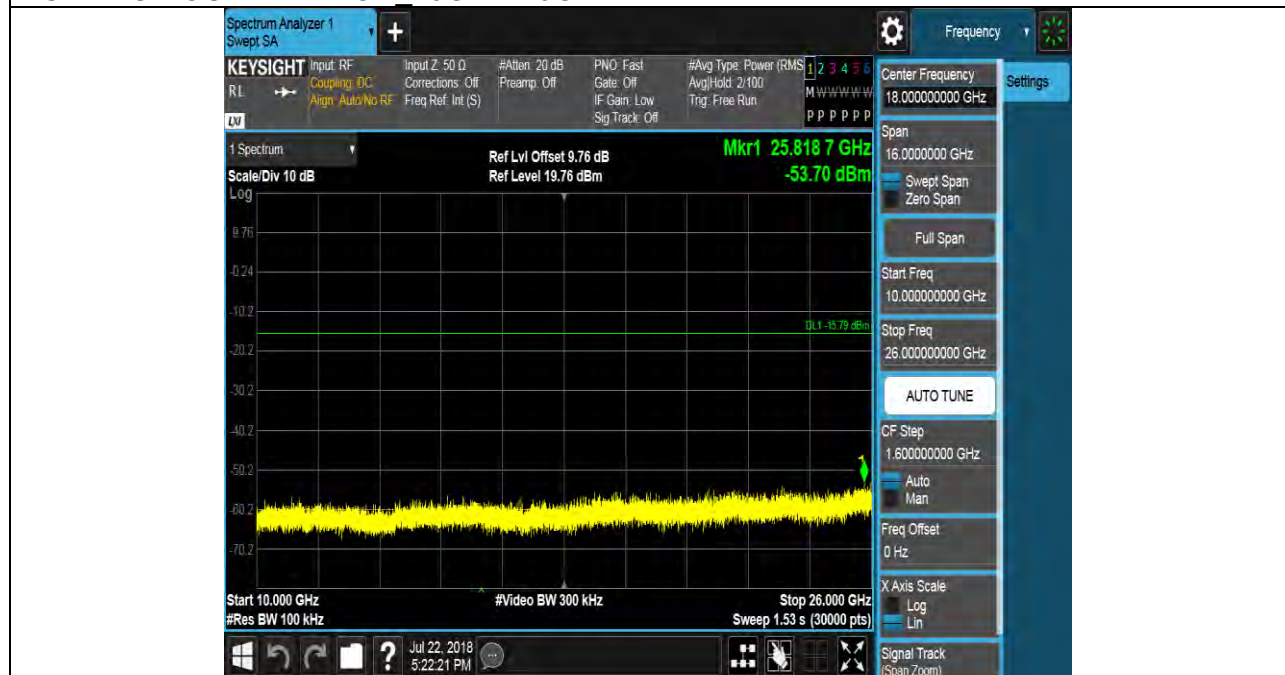 Spectrum Analyzer 1
Swept SA
+
Frequency
KEYSIGHT
RL
LXI
Input: RF
Coupling: DC
Align: Auto/No RF
Input Z: 50 Ω
Corrections: Off
Freq Ref: Int (S)
#Atten: 20 dB
Preamp: Off
PNO: Fast
Gate: Off
IF Gain: Low
Sig Track: Off
#Avg Type: Power (RMS
Avg|Hold: 2/100
Trig: Free Run
1 2 3 4 5 6
M W W W W W
P P P P P P
Center Frequency
18.000000000 GHz
Settings
1 Spectrum
Scale/Div 10 dB
Ref Lvl Offset 9.76 dB
Ref Level 19.76 dBm
Mkr1 25.818 7 GHz
-53.70 dBm
Span
16.0000000 GHz
Swept Span
Zero Span
Full Span
Start Freq
10.000000000 GHz
Stop Freq
26.000000000 GHz
AUTO TUNE
CF Step
1.600000000 GHz
Auto
Man
Freq Offset
0 Hz
X Axis Scale
Log
Lin
Signal Track
(Span Zoom)
Log
9.76
-0.24
-10.2
DL1 -15.79 dBm
-20.2
-30.2
-40.2
-50.2
1
-60.2
-70.2
Start 10.000 GHz
#Res BW 100 kHz
#Video BW 300 kHz
Stop 26.000 GHz
Sweep 1.53 s (30000 pts)
?
Jul 22, 2018
5:22:21 PM